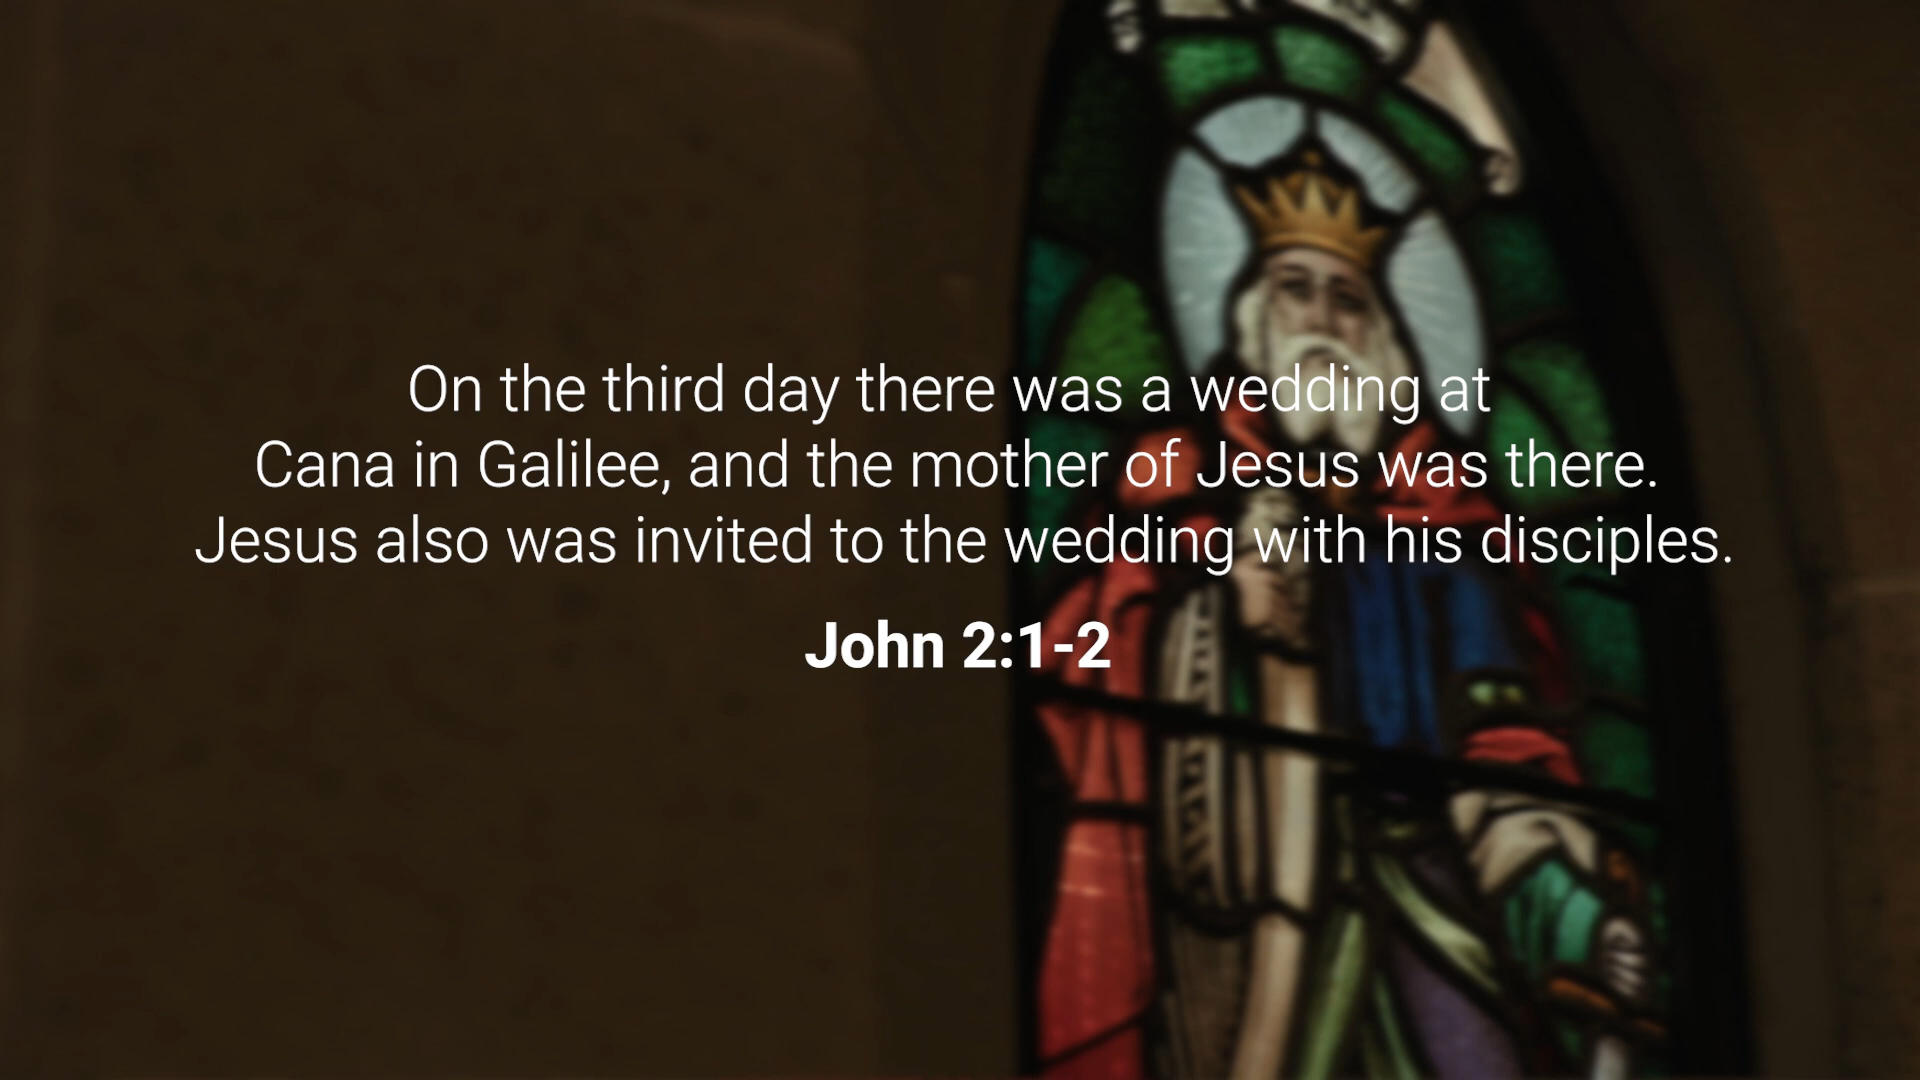 On the third day there was a wedding at
Cana in Galilee, and the mother of Jesus was there.
Jesus also was invited to the wedding with his disciples.
John 2:1-2